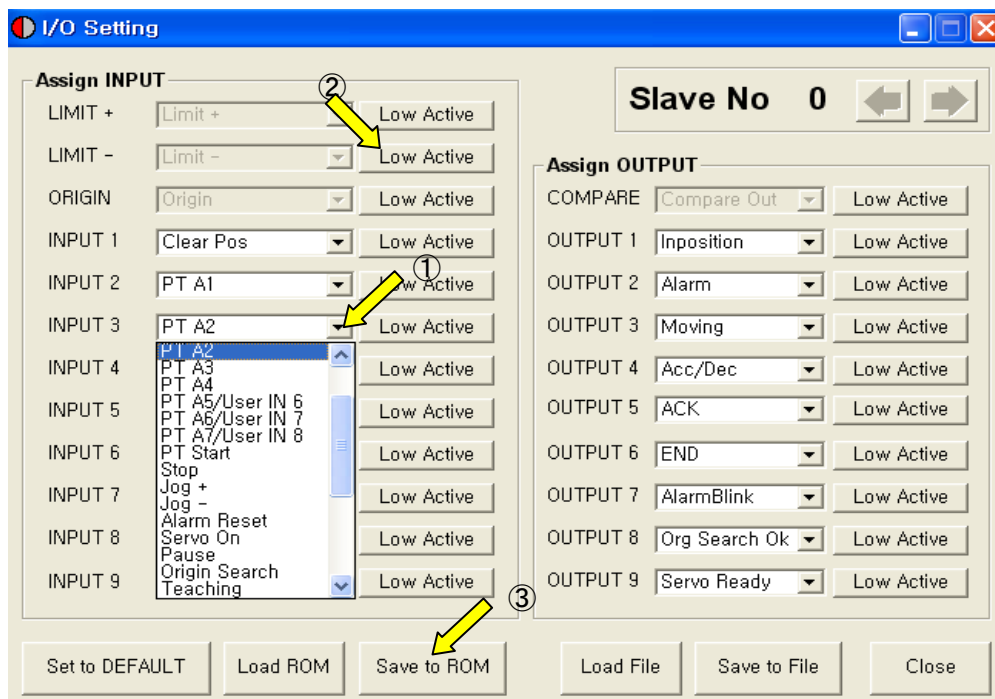 I/O Setting
Assign INPUT
②
LIMIT + Limit + Low Active
LIMIT - Limit - Low Active
ORIGIN Origin Low Active
INPUT 1 Clear Pos Low Active
①
INPUT 2 PT A1 Low Active
INPUT 3 PT A2 Low Active
INPUT 4 Low Active
INPUT 5 Low Active
INPUT 6 Low Active
INPUT 7 Low Active
INPUT 8 Low Active
INPUT 9 Low Active
PT A2
PT A3
PT A4
PT A5/User IN 6
PT A6/User IN 7
PT A7/User IN 8
PT Start
Stop
Jog +
Jog -
Alarm Reset
Servo On
Pause
Origin Search
Teaching
Slave No 0
Assign OUTPUT
COMPARE Compare Out Low Active
OUTPUT 1 Inposition Low Active
OUTPUT 2 Alarm Low Active
OUTPUT 3 Moving Low Active
OUTPUT 4 Acc/Dec Low Active
OUTPUT 5 ACK Low Active
OUTPUT 6 END Low Active
OUTPUT 7 AlarmBlink Low Active
OUTPUT 8 Org Search Ok Low Active
OUTPUT 9 Servo Ready Low Active
③
Set to DEFAULT Load ROM Save to ROM Load File Save to File Close